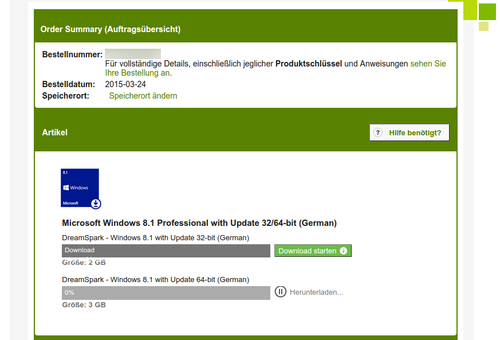 Order Summary (Auftragsübersicht)
Bestellnummer:
Für vollständige Details, einschließlich jeglicher Produktschlüssel und Anweisungen sehen Sie
Ihre Bestellung an.
Bestelldatum: 2015-03-24
Speicherort: Speicherort ändern
Artikel
? Hilfe benötigt?
8.1
Windows
Microsoft
Microsoft Windows 8.1 Professional with Update 32/64-bit (German)
DreamSpark - Windows 8.1 with Update 32-bit (German)
Download Download starten
Größe: 2 GB
DreamSpark - Windows 8.1 with Update 64-bit (German)
0% Herunterladen...
Größe: 3 GB